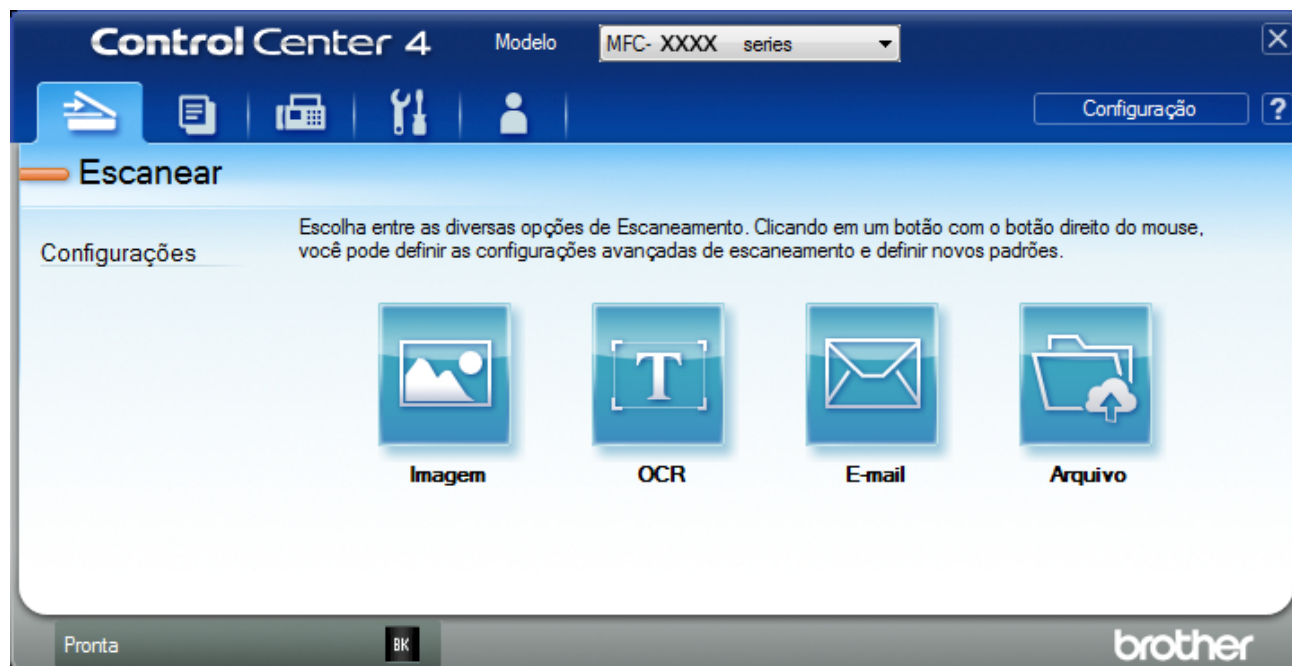 Control Center 4 Modelo MFC- XXXX series
Configuração ?
Escanear
Configurações
Escolha entre as diversas opções de Escaneamento. Clicando em um botão com o botão direito do mouse,
você pode definir as configurações avançadas de escaneamento e definir novos padrões.
T
Imagem OCR E-mail Arquivo
Pronta BK brother